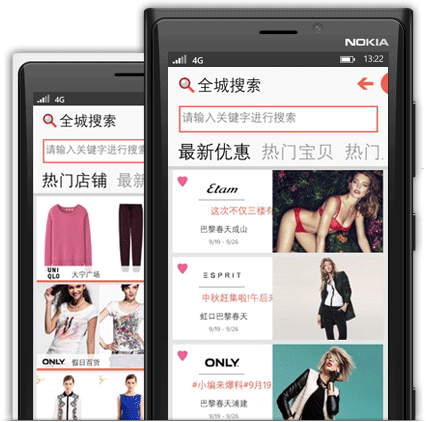 NOKIA
4G
13:22
全城搜索
请输入关键字进行搜索
最新优惠 热门宝贝 热门
Etam
这次不仅三楼有
巴黎春天成山
9/19 - 9/26
ESPRIT
中秋赶集啦!午后来
虹口巴黎春天
9/19 - 9/26
ONLY
#小编来爆料#9月19
巴黎春天浦建
9/19 - 9/26
4G
全城搜索
请输入关键字进行搜
热门店铺 最新
UNI
QLO
大宁广场
ONLY
假日百货